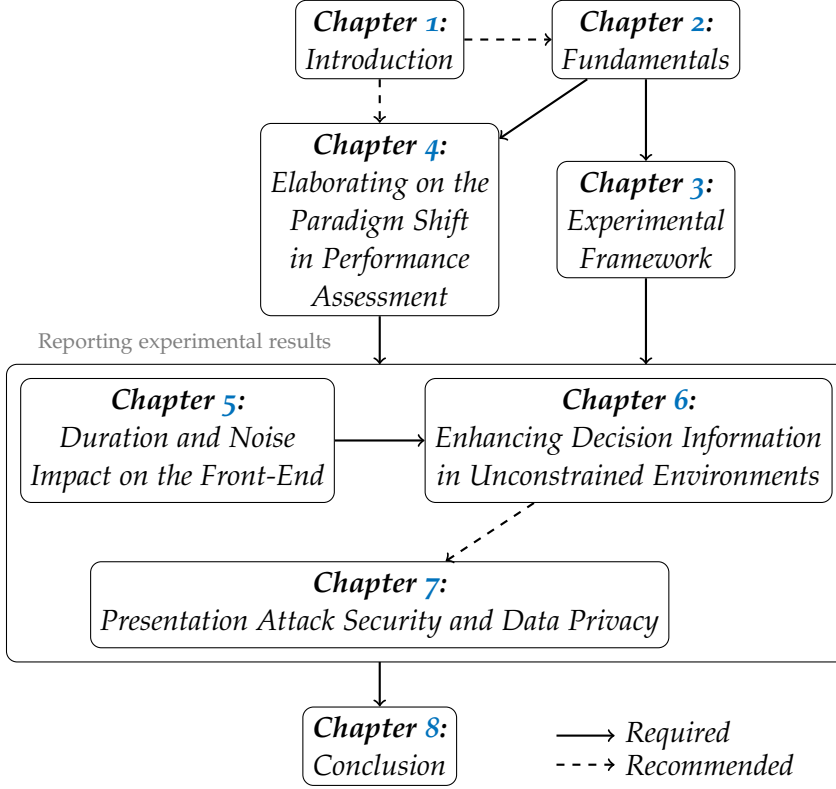 Chapter 1:
Introduction
Chapter 2:
Fundamentals
Chapter 4:
Elaborating on the
Paradigm Shift
in Performance
Assessment
Chapter 3:
Experimental
Framework
Reporting experimental results
Chapter 5:
Duration and Noise
Impact on the Front-End
Chapter 6:
Enhancing Decision Information
in Unconstrained Environments
Chapter 7:
Presentation Attack Security and Data Privacy
Chapter 8:
Conclusion
Required
Recommended